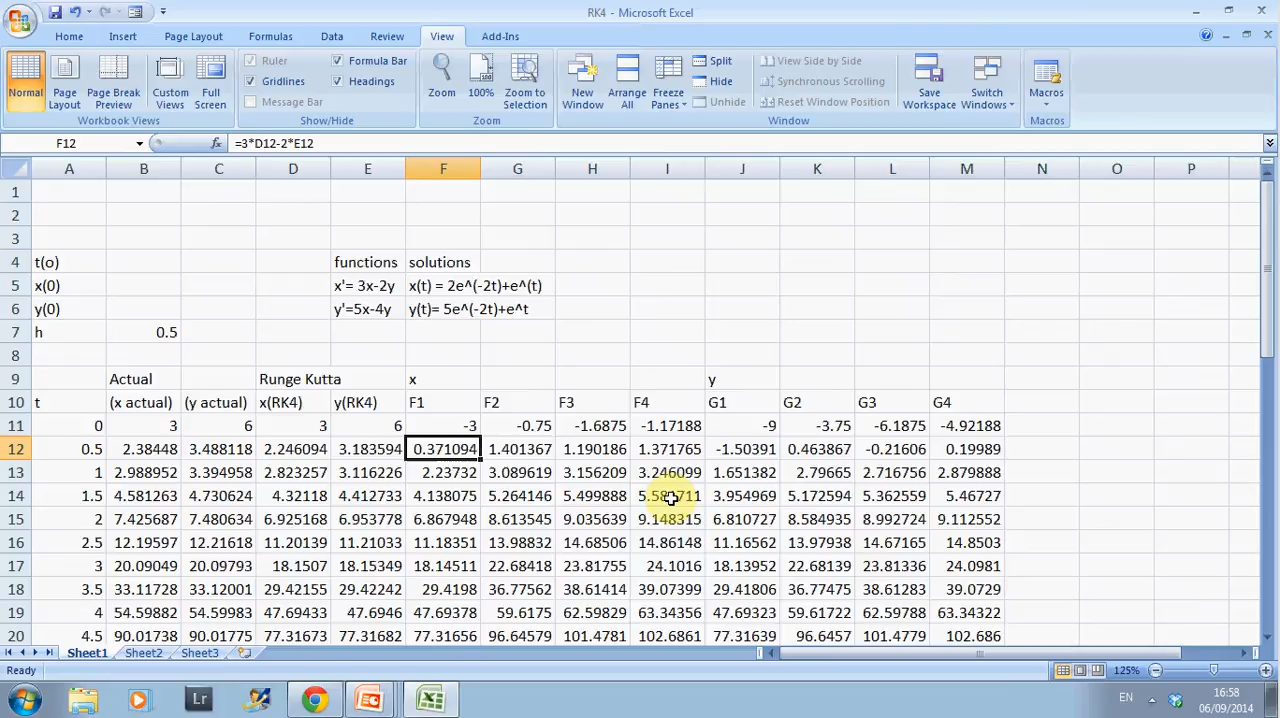 RK4 - Microsoft Excel
Home Insert Page Layout Formulas Data Review View Add-Ins
Ruler Formula Bar Split View Side by Side
Gridlines Headings Hide Synchronous Scrolling
Message Bar Unhide Reset Window Position
Normal Page Layout Page Break Preview Custom Views Full Screen Zoom 100% Zoom to Selection New Window Arrange All Freeze Panes Save Workspace Switch Windows Macros
Workbook Views Show/Hide Zoom Window Macros
F12 fx =3*D12-2*E12
A B C D E F G H I J K L M N O P R
1
2
3
4 t(o) functions solutions
5 x(0) x'= 3x-2y x(t) = 2e^(-2t)+e^(t)
6 y(0) y'=5x-4y y(t)= 5e^(-2t)+e^t
7 h 0.5
8
9 Actual Runge Kutta x y
10 t (x actual) (y actual) x(RK4) y(RK4) F1 F2 F3 F4 G1 G2 G3 G4
11 0 3 6 3 6 -3 -0.75 -1.6875 -1.17188 -9 -3.75 -6.1875 -4.92188
12 0.5 2.38448 3.488118 2.246094 3.183594 0.371094 1.401367 1.190186 1.371765 -1.50391 0.463867 -0.21606 0.19989
13 1 2.988952 3.394958 2.823257 3.116226 2.23732 3.089619 3.156209 3.246099 1.651382 2.79665 2.716756 2.879888
14 1.5 4.581263 4.730624 4.32118 4.412733 4.138075 5.264146 5.499888 3.954969 5.172594 5.362559 5.46727
15 2 7.425687 7.480634 6.925168 6.953778 6.867948 8.613545 9.035639 9.148315 6.810727 8.584935 8.992724 9.112552
16 2.5 12.19597 12.21618 11.20139 11.21033 11.18351 13.98832 14.68506 14.86148 11.16562 13.97938 14.67165 14.8503
17 3 20.09049 20.09793 18.1507 18.15349 18.14511 22.68418 23.81755 24.1016 18.13952 22.68139 23.81336 24.0981
18 3.5 33.11728 33.12001 29.42155 29.42242 29.4198 36.77562 38.61414 39.07399 29.41806 36.77475 38.61283 39.0729
19 4 54.59882 54.59983 47.69433 47.6946 47.69378 59.6175 62.59829 63.34356 47.69323 59.61722 62.59788 63.34322
20 4.5 90.01738 90.01775 77.31673 77.31682 77.31656 96.64579 101.4781 102.6861 77.31639 96.6457 101.4779 102.686
Sheet1 Sheet2 Sheet3
Ready 125%
Lr EN 16:58
06/09/2014